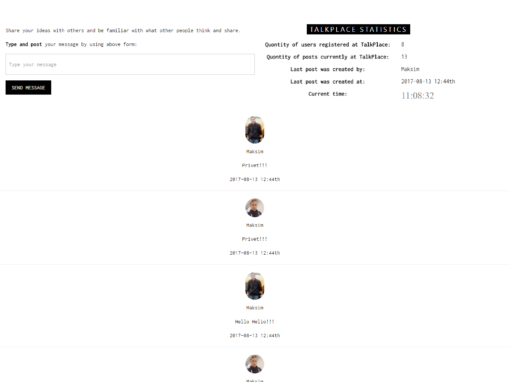 Share your ideas with others and be familiar with what other people think and share.
Type and post your message by using above form:
Type your message
SEND MESSAGE
TALKPLACE STATISTICS
Quantity of users registered at TalkPlace: 8
Quantity of posts currently at TalkPlace: 13
Last post was created by: Maksim
Last post was created at: 2017-08-13 12:44th
Current time: 11:08:32
Maksim
Privet!!!
2017-08-13 12:44th
Maksim
Privet!!!
2017-08-13 12:44th
Maksim
Hello Hello!!!
2017-08-13 12:44th
Maksim